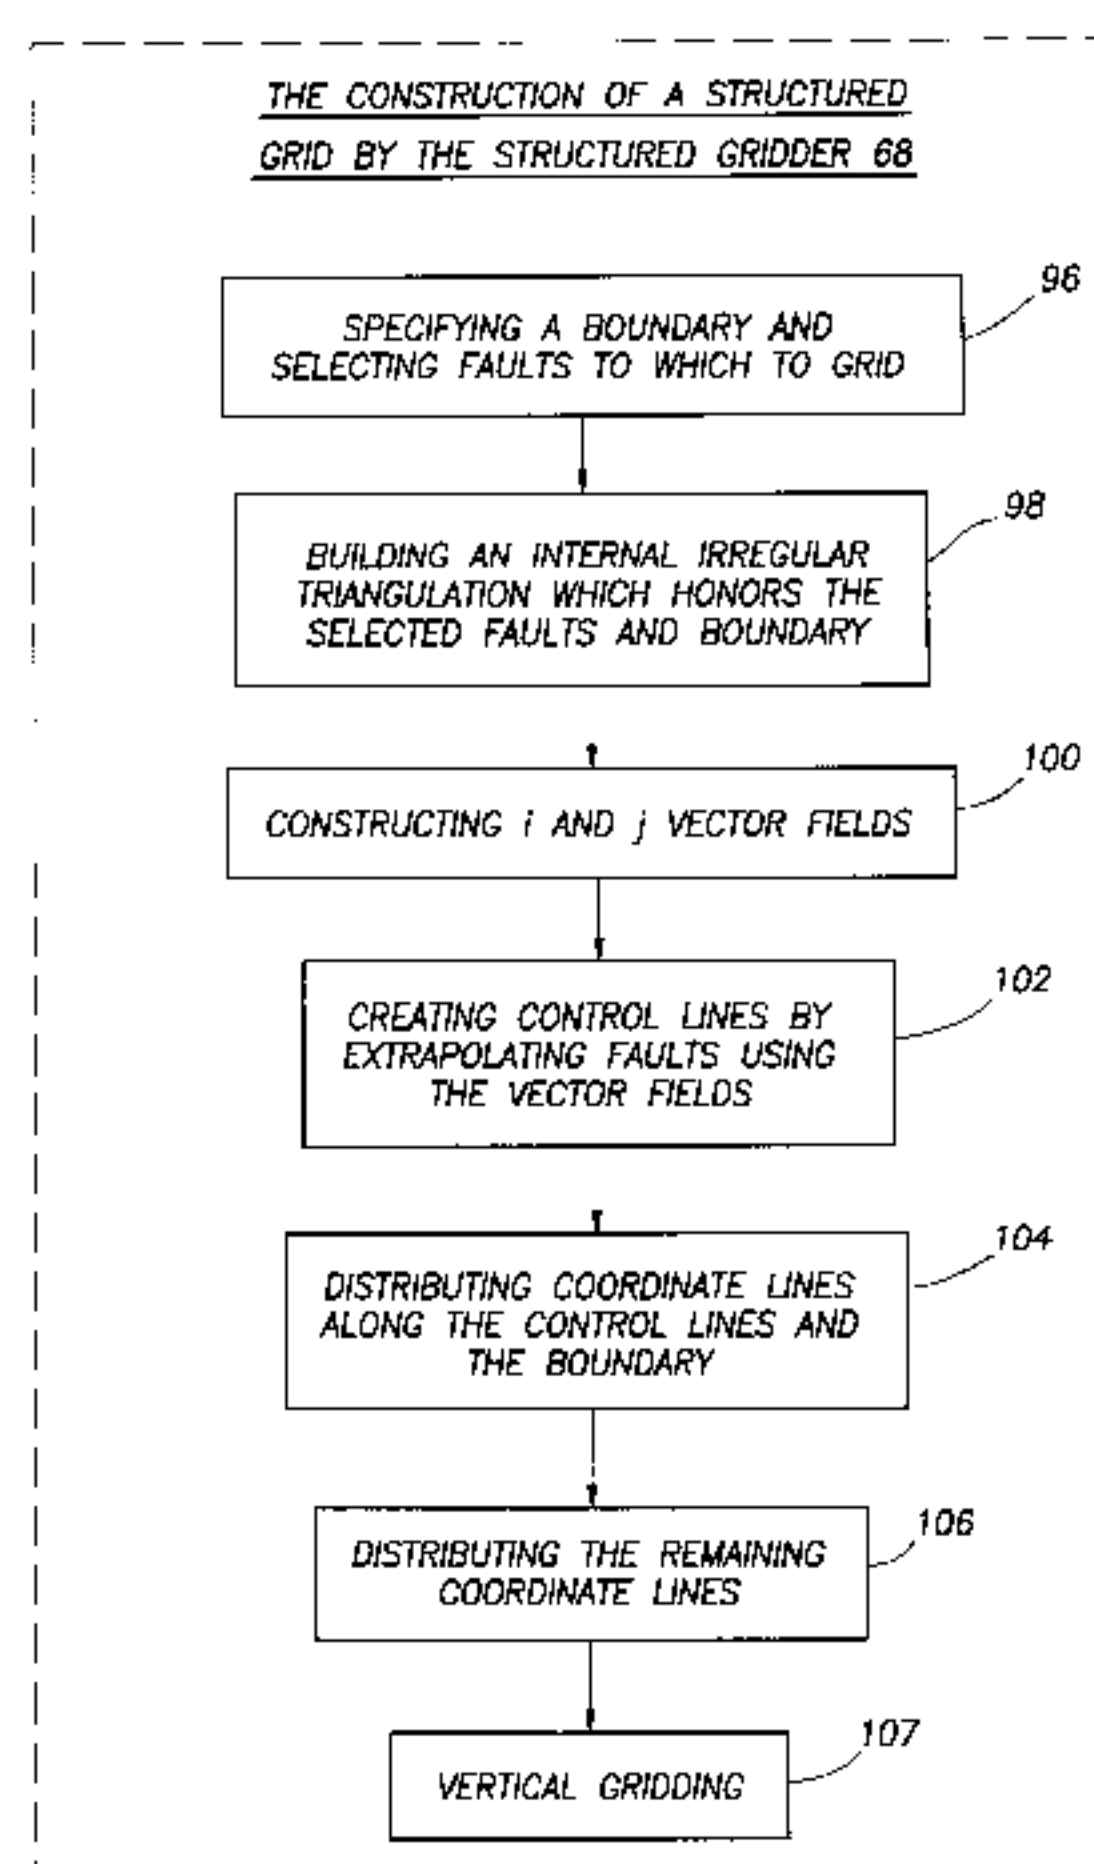 THE CONSTRUCTION OF A STRUCTURED
GRID BY THE STRUCTURED GRIDDER 68
96
SPECIFYING A BOUNDARY AND
SELECTING FAULTS TO WHICH TO GRID
98
BUILDING AN INTERNAL IRREGULAR
TRIANGULATION WHICH HONORS THE
SELECTED FAULTS AND BOUNDARY
100
CONSTRUCTING i AND j VECTOR FIELDS
102
CREATING CONTROL LINES BY
EXTRAPOLATING FAULTS USING
THE VECTOR FIELDS
104
DISTRIBUTING COORDINATE LINES
ALONG THE CONTROL LINES AND
THE BOUNDARY
106
DISTRIBUTING THE REMAINING
COORDINATE LINES
107
VERTICAL GRIDDING